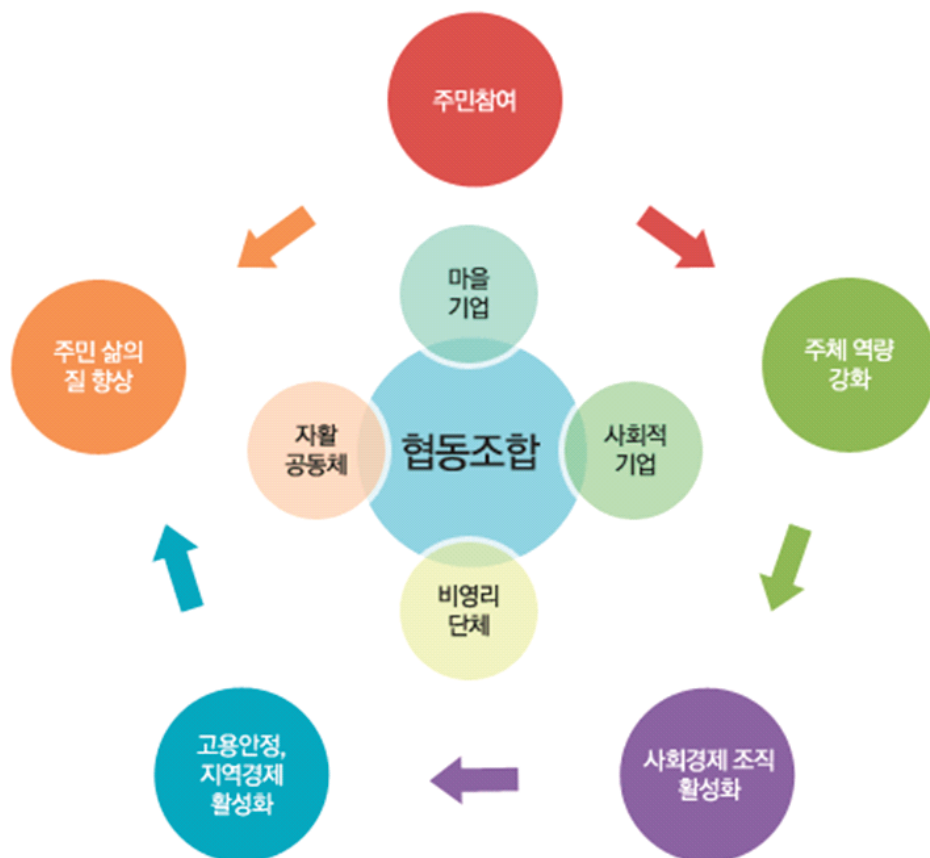 주민참여
마을
기업
주민 삶의
질 향상
주체 역량
강화
자활
공동체
협동조합
사회적
기업
비영리
단체
고용안정,
지역경제
활성화
사회경제 조직
활성화